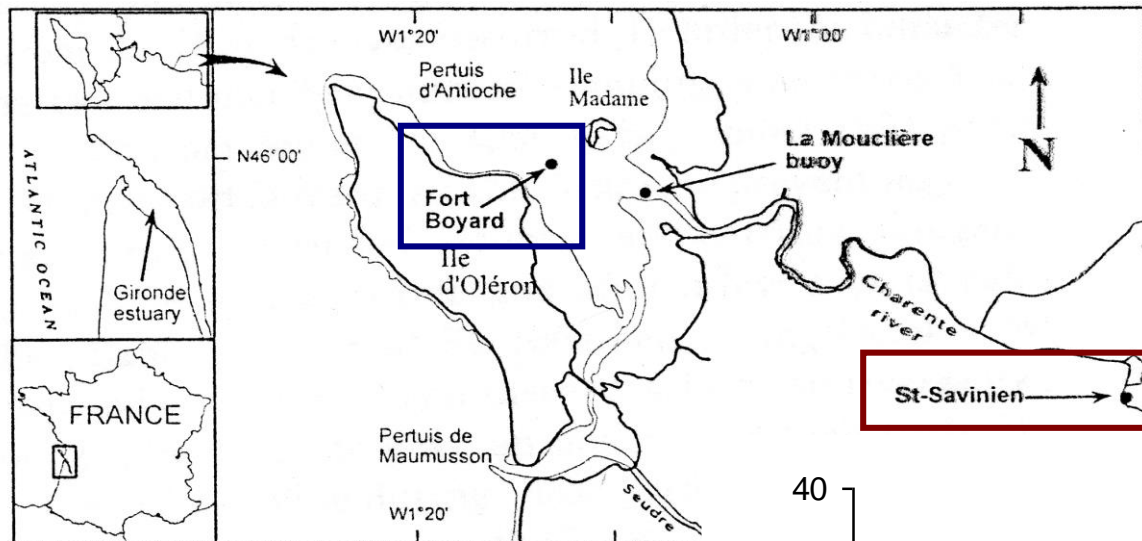 W1°20'
W1°00'
Pertuis
d'Antioche
Ile
Madame
N
N46°00'
La Mouclière
buoy
Fort
Boyard
Ile
d'Oléron
ATLANTIC OCEAN
Gironde
estuary
Charente
river
St-Savinien
FRANCE
Pertuis de
Maumusson
Seudre
W1°20'
40